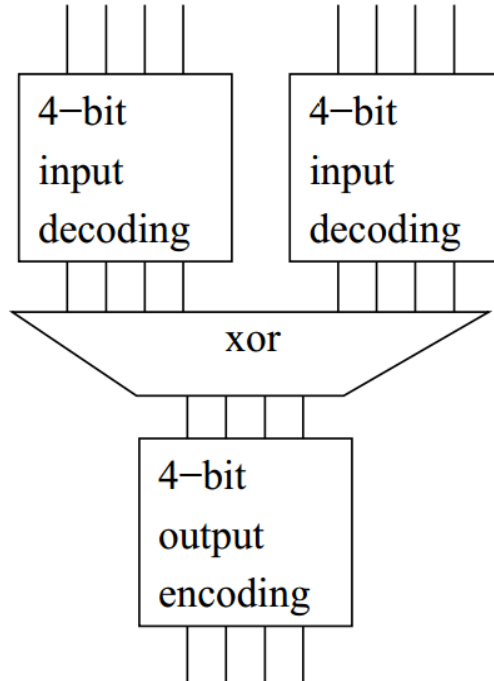 4−bit
input
decoding
4−bit
input
decoding
xor
4−bit
output
encoding